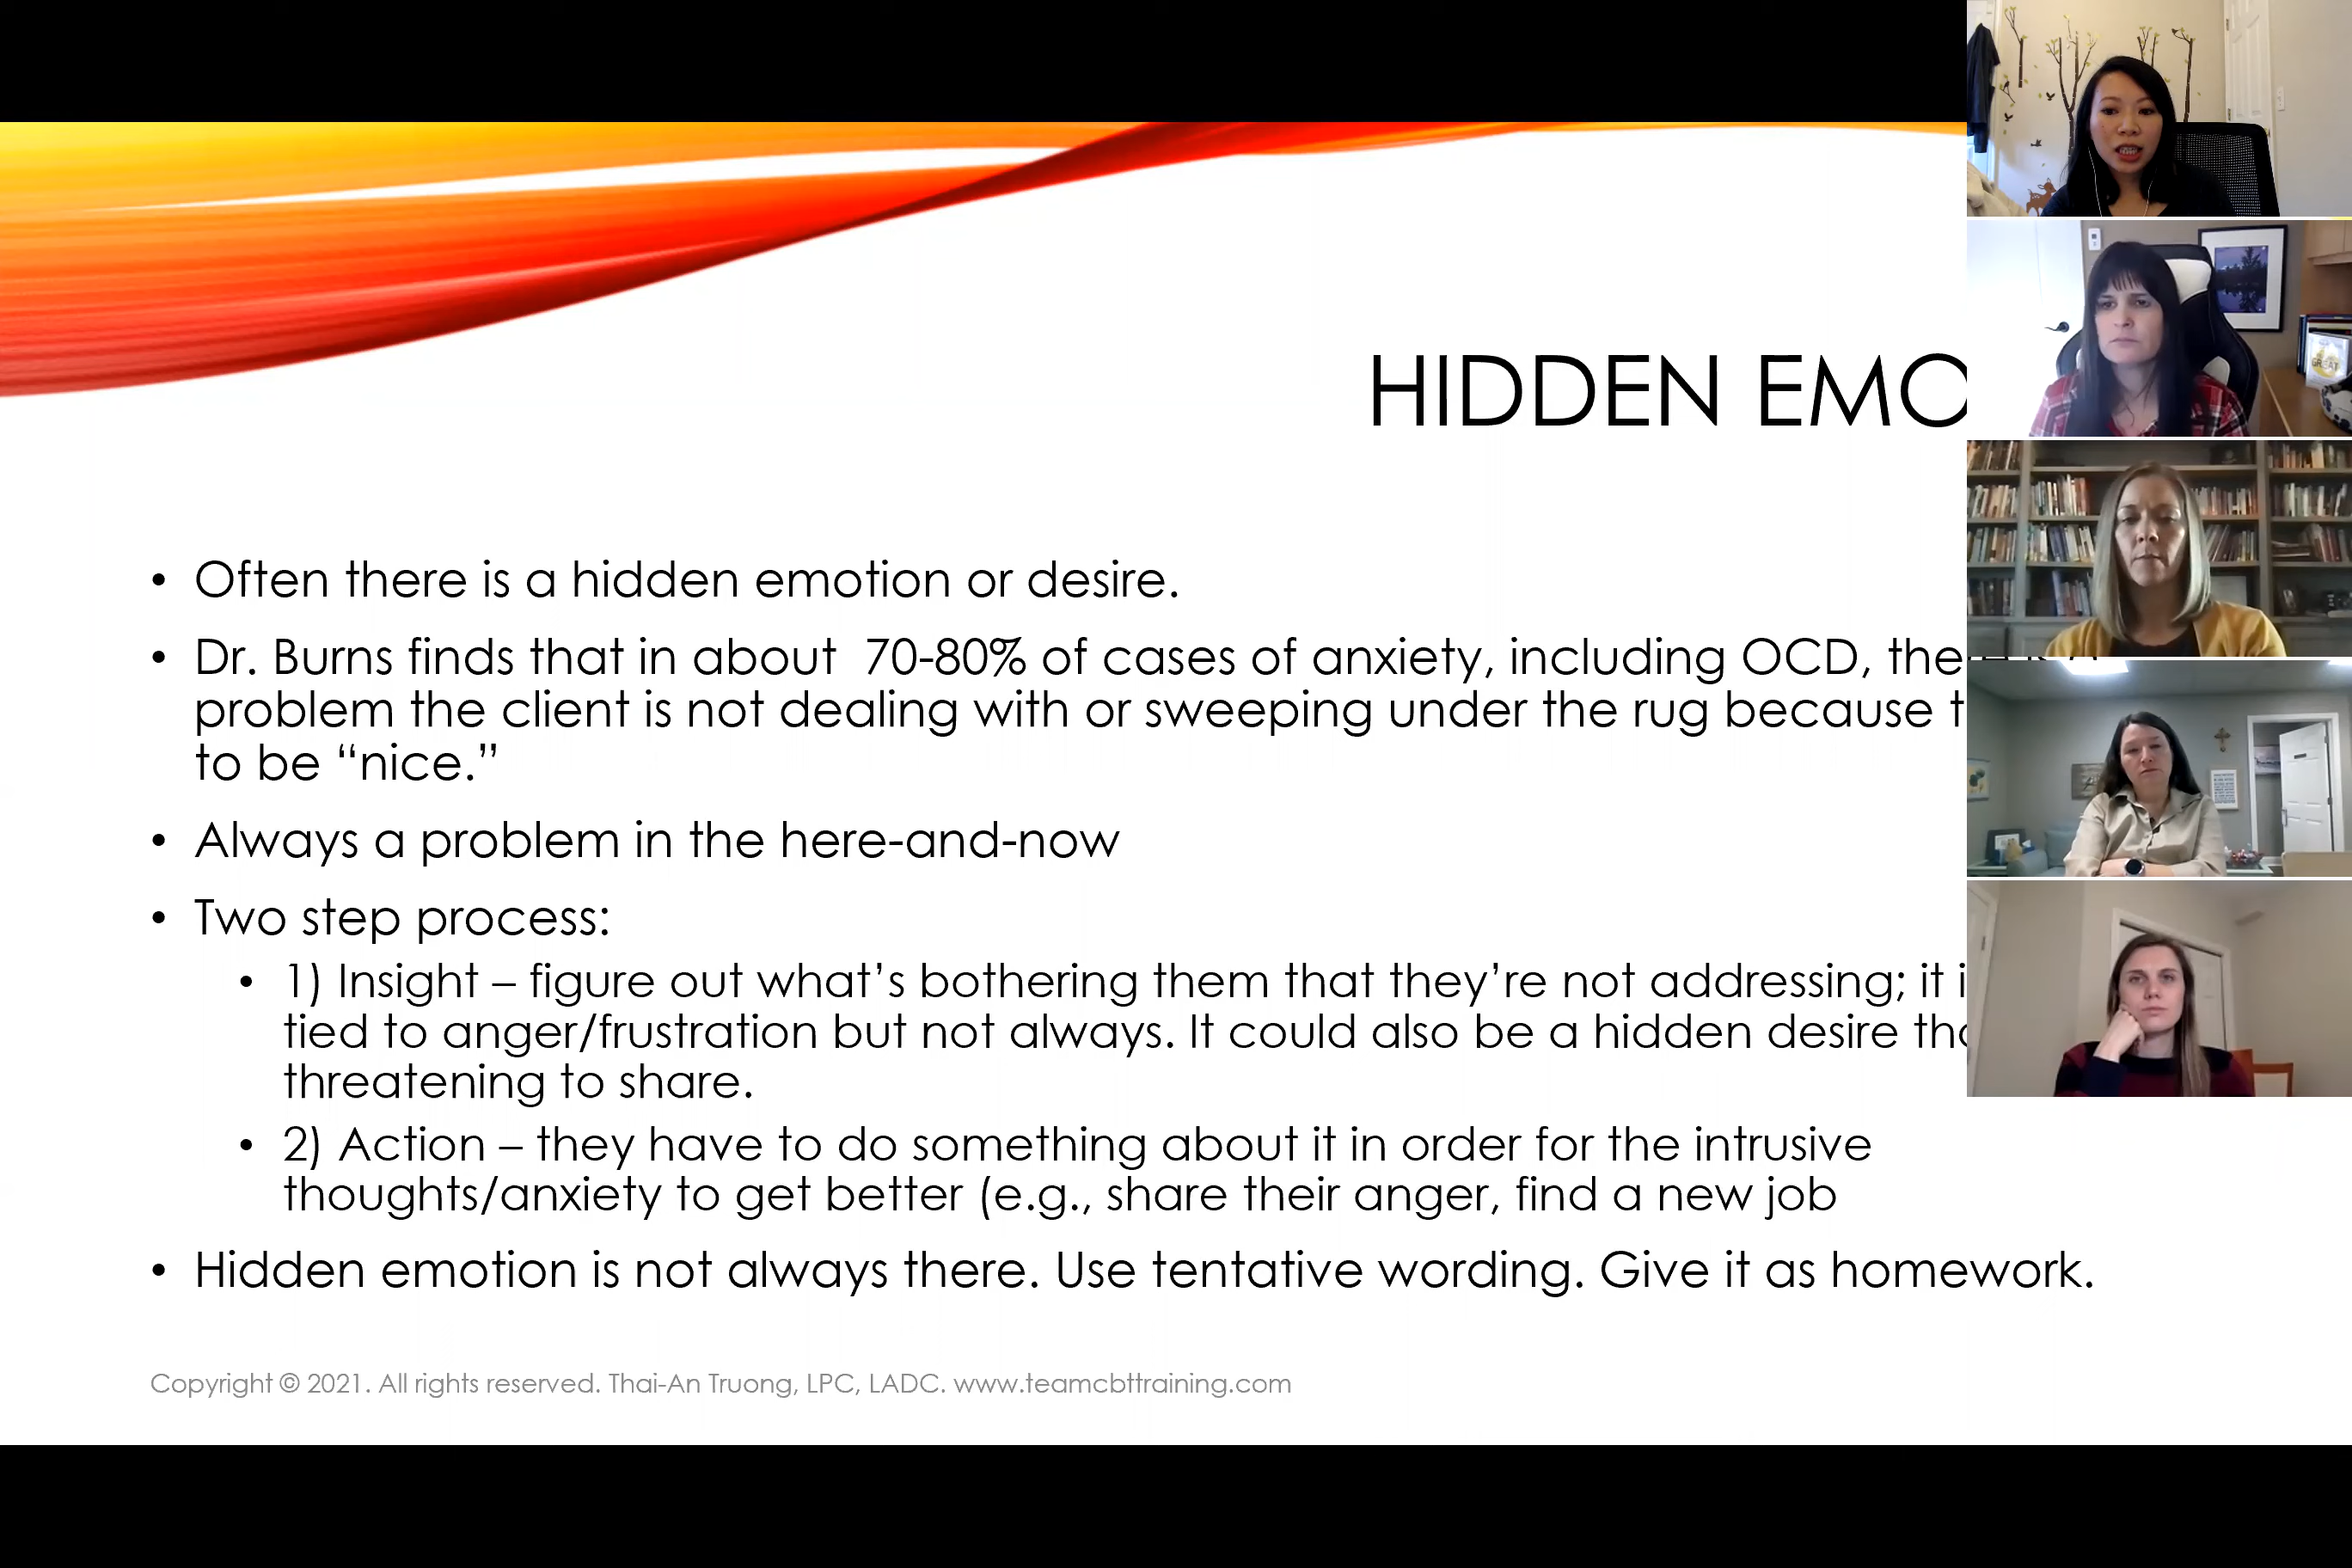 HIDDEN EMO
• Often there is a hidden emotion or desire.
• Dr. Burns finds that in about 70-80% of cases of anxiety, including OCD, there is a
problem the client is not dealing with or sweeping under the rug because
to be “nice.”
• Always a problem in the here-and-now
• Two step process:
• 1) Insight – figure out what’s bothering them that they’re not addressing; it
tied to anger/frustration but not always. It could also be a hidden desire
threatening to share.
• 2) Action – they have to do something about it in order for the intrusive
thoughts/anxiety to get better (e.g., share their anger, find a new job
• Hidden emotion is not always there. Use tentative wording. Give it as homework.
Copyright © 2021. All rights reserved. Thai-An Truong, LPC, LADC. www.teamcbttraining.com
GREAT